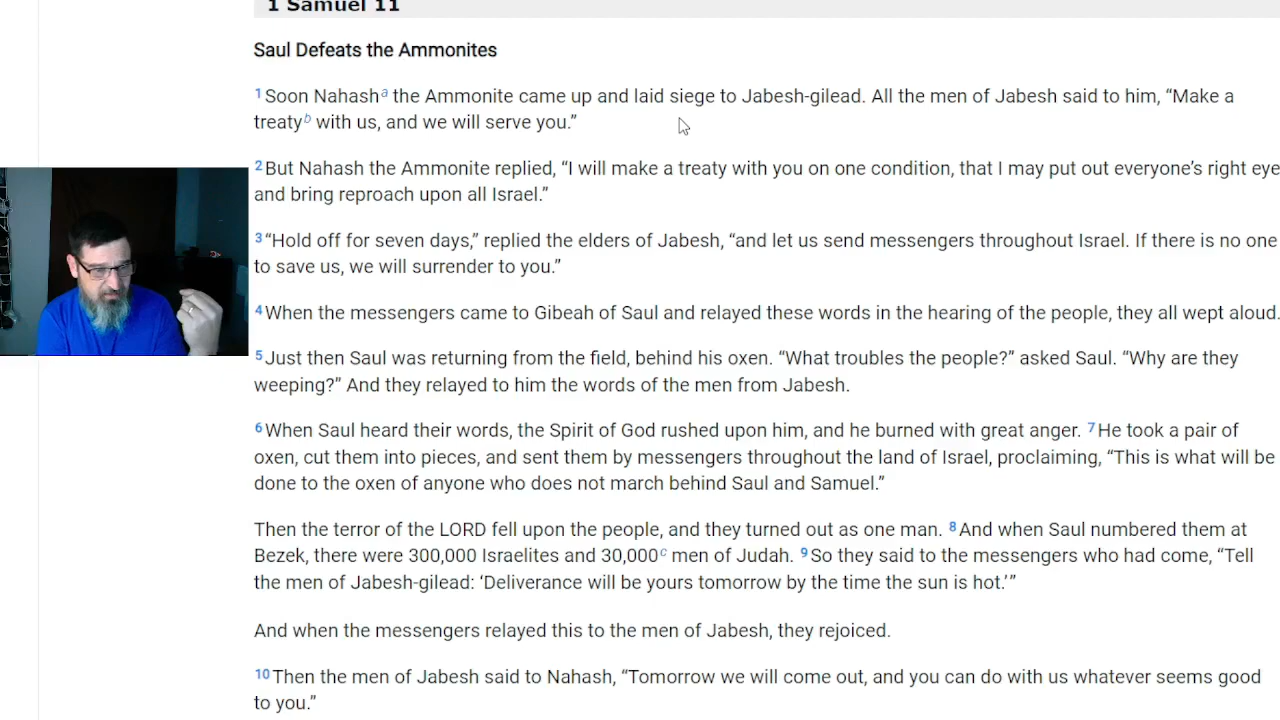 1 Samuel 11
Saul Defeats the Ammonites
1 Soon Nahash a the Ammonite came up and laid siege to Jabesh-gilead. All the men of Jabesh said to him, “Make a
treaty b with us, and we will serve you.”
2 But Nahash the Ammonite replied, “I will make a treaty with you on one condition, that I may put out everyone’s right eye
and bring reproach upon all Israel.”
3 “Hold off for seven days,” replied the elders of Jabesh, “and let us send messengers throughout Israel. If there is no one
to save us, we will surrender to you.”
4 When the messengers came to Gibeah of Saul and relayed these words in the hearing of the people, they all wept aloud.
5 Just then Saul was returning from the field, behind his oxen. “What troubles the people?” asked Saul. “Why are they
weeping?” And they relayed to him the words of the men from Jabesh.
6 When Saul heard their words, the Spirit of God rushed upon him, and he burned with great anger. 7 He took a pair of
oxen, cut them into pieces, and sent them by messengers throughout the land of Israel, proclaiming, “This is what will be
done to the oxen of anyone who does not march behind Saul and Samuel.”
Then the terror of the LORD fell upon the people, and they turned out as one man. 8 And when Saul numbered them at
Bezek, there were 300,000 Israelites and 30,000 c men of Judah. 9 So they said to the messengers who had come, “Tell
the men of Jabesh-gilead: ‘Deliverance will be yours tomorrow by the time the sun is hot.’”
And when the messengers relayed this to the men of Jabesh, they rejoiced.
10 Then the men of Jabesh said to Nahash, “Tomorrow we will come out, and you can do with us whatever seems good
to you.”